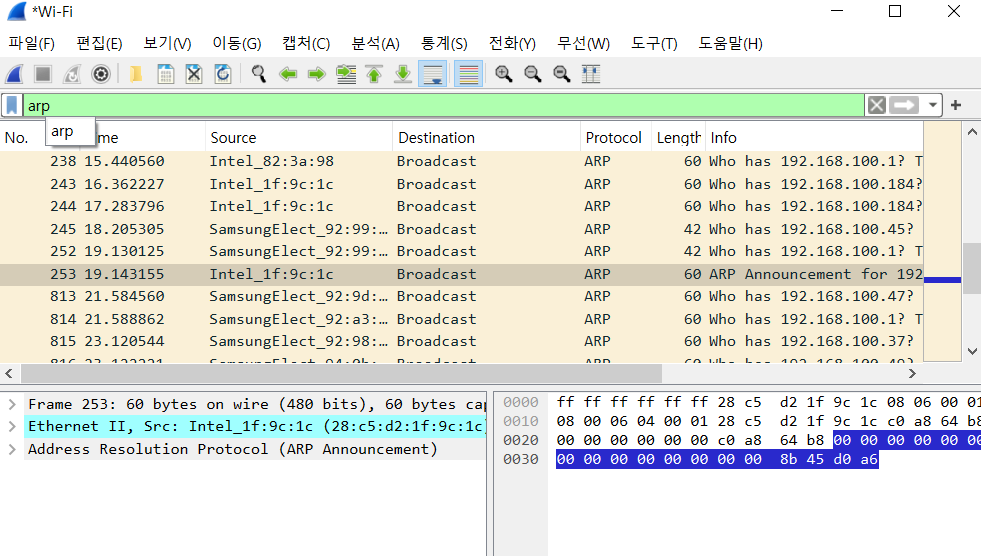 *Wi-Fi
파일(F) 편집(E) 보기(V) 이동(G) 캡처(C) 분석(A) 통계(S) 전화(Y) 무선(W) 도구(T) 도움말(H)
arp
arp
No. me Source Destination Protocol Length Info
238 15.440560 Intel_82:3a:98 Broadcast ARP 60 Who has 192.168.100.1? T
243 16.362227 Intel_1f:9c:1c Broadcast ARP 60 Who has 192.168.100.184?
244 17.283796 Intel_1f:9c:1c Broadcast ARP 60 Who has 192.168.100.184?
245 18.205305 SamsungElect_92:99:… Broadcast ARP 42 Who has 192.168.100.45?
252 19.130125 SamsungElect_92:99:… Broadcast ARP 42 Who has 192.168.100.1? T
253 19.143155 Intel_1f:9c:1c Broadcast ARP 60 ARP Announcement for 192
813 21.584560 SamsungElect_92:9d:… Broadcast ARP 60 Who has 192.168.100.47?
814 21.588862 SamsungElect_92:a3:… Broadcast ARP 60 Who has 192.168.100.1? T
815 23.120544 SamsungElect_92:98:… Broadcast ARP 60 Who has 192.168.100.37?
Broadcast ARP 60 Who has
Frame 253: 60 bytes on wire (480 bits), 60 bytes cap
Ethernet II, Src: Intel_1f:9c:1c (28:c5:d2:1f:9c:1c)
Address Resolution Protocol (ARP Announcement)
0000 ff ff ff ff ff ff 28 c5 d2 1f 9c 1c 08 06 00 01
0010 08 00 06 04 00 01 28 c5 d2 1f 9c 1c c0 a8 64 b8
0020 00 00 00 00 00 00 c0 a8 64 b8 00 00 00 00 00 00
0030 00 00 00 00 00 00 00 00 8b 45 d0 a6